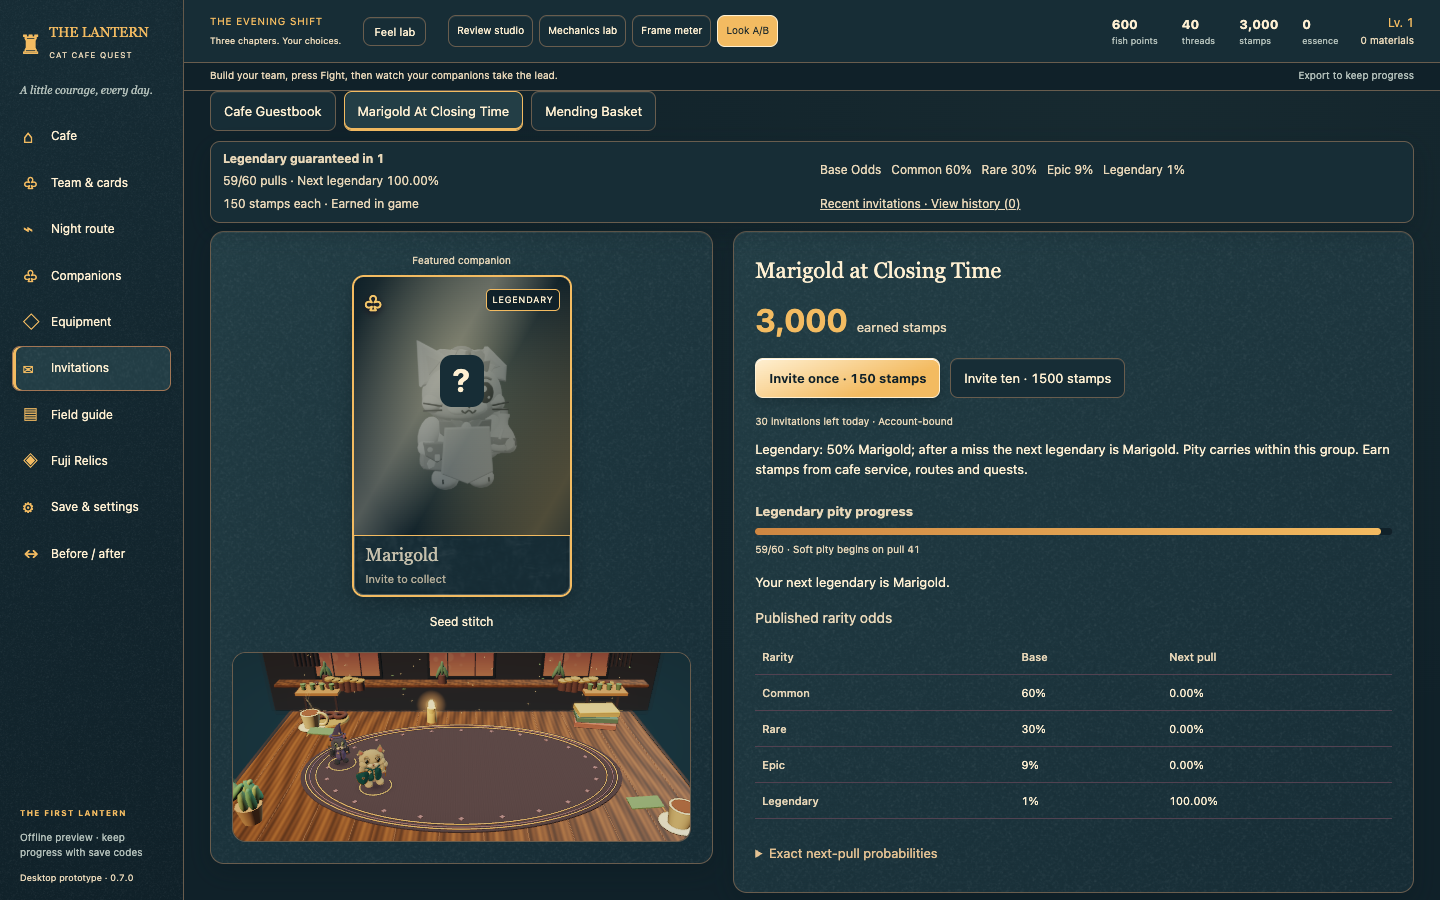 THE LANTERN
CAT CAFE QUEST
A little courage, every day.
Cafe
Team & cards
Night route
Companions
Equipment
Invitations
Field guide
Fuji Relics
Save & settings
Before / after
THE FIRST LANTERN
Offline preview · keep
progress with save codes
Desktop prototype · 0.7.0
THE EVENING SHIFT
Three chapters. Your choices.
Feel lab
Review studio
Mechanics lab
Frame meter
Look A/B
600
fish points
40
threads
3,000
stamps
0
essence
Lv. 1
0 materials
Build your team, press Fight, then watch your companions take the lead.
Export to keep progress
Cafe Guestbook
Marigold At Closing Time
Mending Basket
Legendary guaranteed in 1
59/60 pulls · Next legendary 100.00%
150 stamps each · Earned in game
Base Odds Common 60% Rare 30% Epic 9% Legendary 1%
Recent invitations · View history (0)
Featured companion
LEGENDARY
?
Marigold
Invite to collect
Seed stitch
Marigold at Closing Time
3,000 earned stamps
Invite once · 150 stamps
Invite ten · 1500 stamps
30 invitations left today · Account-bound
Legendary: 50% Marigold; after a miss the next legendary is Marigold. Pity carries within this group. Earn
stamps from cafe service, routes and quests.
Legendary pity progress
59/60 · Soft pity begins on pull 41
Your next legendary is Marigold.
Published rarity odds
Rarity Base Next pull
Common 60% 0.00%
Rare 30% 0.00%
Epic 9% 0.00%
Legendary 1% 100.00%
Exact next-pull probabilities